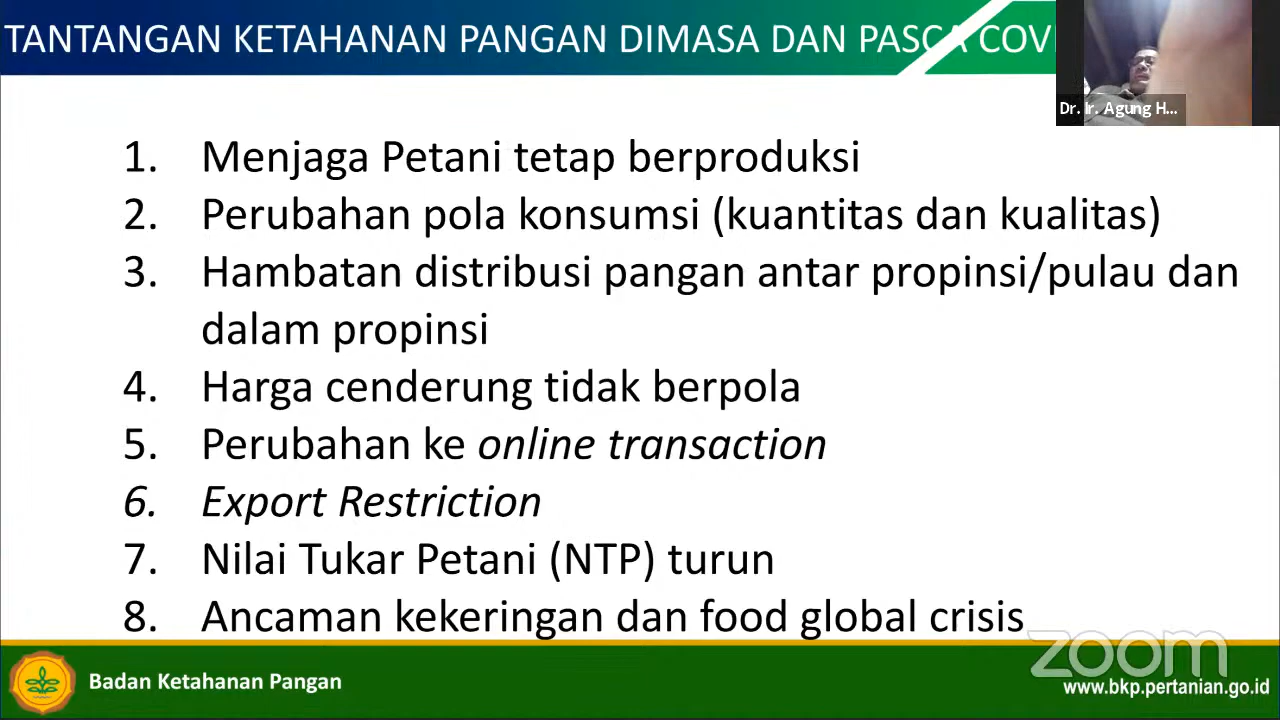 TANTANGAN KETAHANAN PANGAN DIMASA DAN PASCA
Dr. Ir. Agung H...
1. Menjaga Petani tetap berproduksi
2. Perubahan pola konsumsi (kuantitas dan kualitas)
3. Hambatan distribusi pangan antar propinsi/pulau dan
dalam propinsi
4. Harga cenderung tidak berpola
5. Perubahan ke online transaction
6. Export Restriction
7. Nilai Tukar Petani (NTP) turun
8. Ancaman kekeringan dan food global crisis
zoom
Badan Ketahanan Pangan
www.bkp.pertanian.go.id